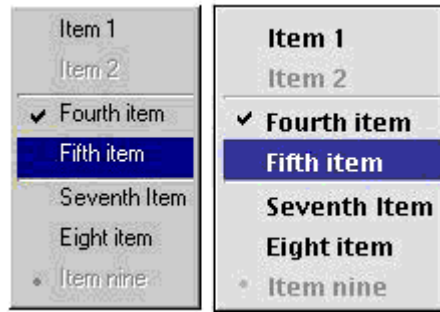 Item 1
Item 2
Fourth item
Fifth item
Seventh Item
Eight item
Item nine
Item 1
Item 2
Fourth item
Fifth item
Seventh Item
Eight item
Item nine